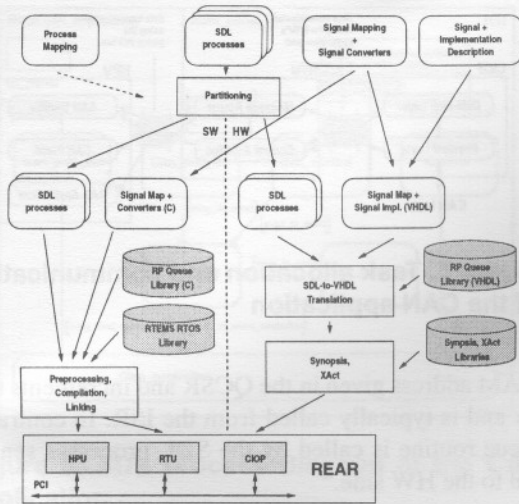 Process
Mapping
SDL
processes
Signal Mapping
+
Signal Converters
Signal +
Implementation
Description
Partitioning
SW
HW
SDL
processes
Signal Map +
Converters (C)
SDL
processes
Signal Map +
Signal Impl. (VHDL)
RP Queue
Library (C)
SDL-to-VHDL
Translation
RP Queue
Library (VHDL)
RTEM'S RTOS
Library
Synopsis, XAct
Libraries
Preprocessing,
Compilation,
Linking
Synopsis,
XAct
HPU
RTU
CIOP
REAR
PCI